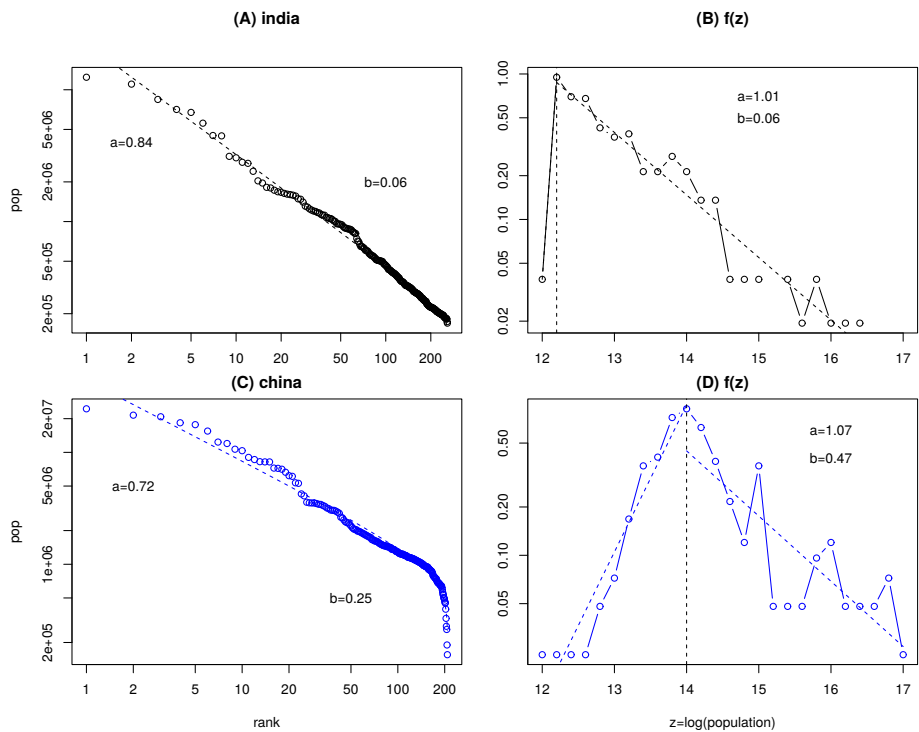 (A) india
pop
5e+06
2e+06
5e+05
2e+05
a=0.84
b=0.06
1 2 5 10 20 50 100 200
(B) f(z)
1.00
0.50
0.20
0.10
0.05
0.02
a=1.01
b=0.06
12 13 14 15 16 17
(C) china
pop
2e+07
5e+06
1e+06
2e+05
a=0.72
b=0.25
1 2 5 10 20 50 100 200
rank
(D) f(z)
0.50
0.20
0.10
0.05
a=1.07
b=0.47
12 13 14 15 16 17
z=log(population)